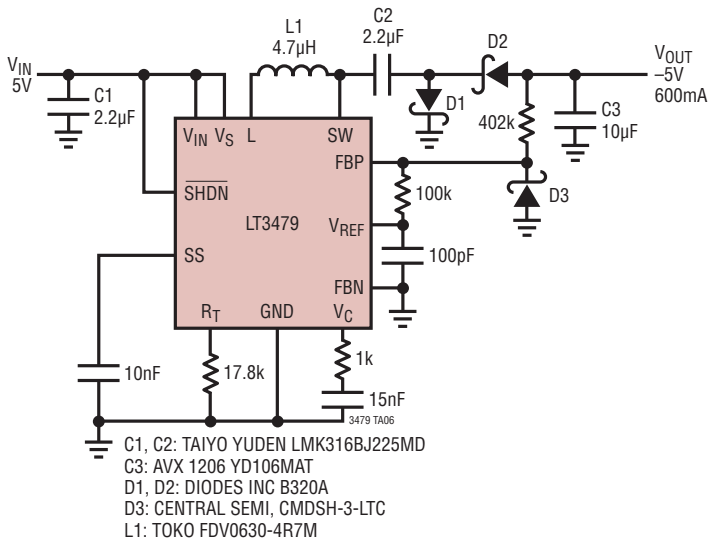 L1
4.7µH
C2
2.2µF
D2
VIN
5V
VOUT
–5V
600mA
C1
2.2µF
D1
402k
C3
10µF
VIN VS L SW
FBP
SHDN
100k
D3
LT3479
VREF
SS
100pF
FBN
RT GND VC
10nF
17.8k
1k
15nF
3479 TA06
C1, C2: TAIYO YUDEN LMK316BJ225MD
C3: AVX 1206 YD106MAT
D1, D2: DIODES INC B320A
D3: CENTRAL SEMI, CMDSH-3-LTC
L1: TOKO FDV0630-4R7M